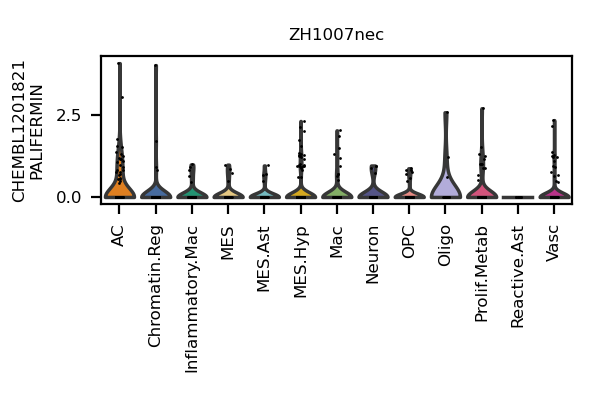 ZH1007nec
CHEMBL1201821
PALIFERMIN
2.5
0.0
AC
Chromatin.Reg
Inflammatory.Mac
MES
MES.Ast
MES.Hyp
Mac
Neuron
OPC
Oligo
Prolif.Metab
Reactive.Ast
Vasc